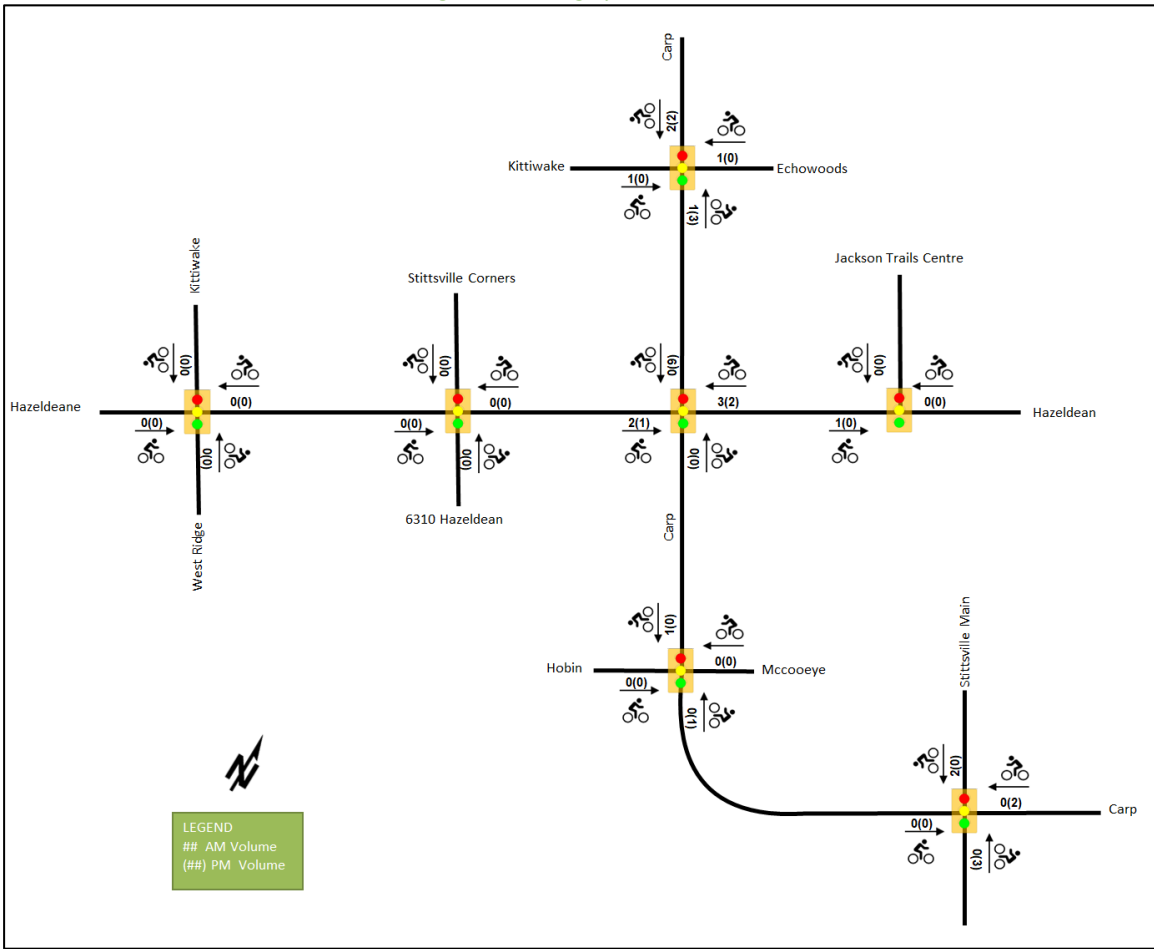 Carp
2(2)
1(0)
Kittiwake
Echowoods
1(0)
1(3)
Kittiwake
Stittsville Corners
Jackson Trails Centre
0(0)
0(0)
0(6)
0(0)
Hazeldeane
0(0)
0(0)
3(2)
0(0)
Hazeldean
0(0)
0(0)
2(1)
1(0)
0(0)
0(0)
0(0)
West Ridge
6310 Hazeldean
Carp
1(0)
Hobin
0(0)
Mccooeye
0(0)
0(1)
Stittsville Main
2(0)
0(2)
Carp
0(0)
0(3)
N
LEGEND
## AM Volume
(##) PM Volume